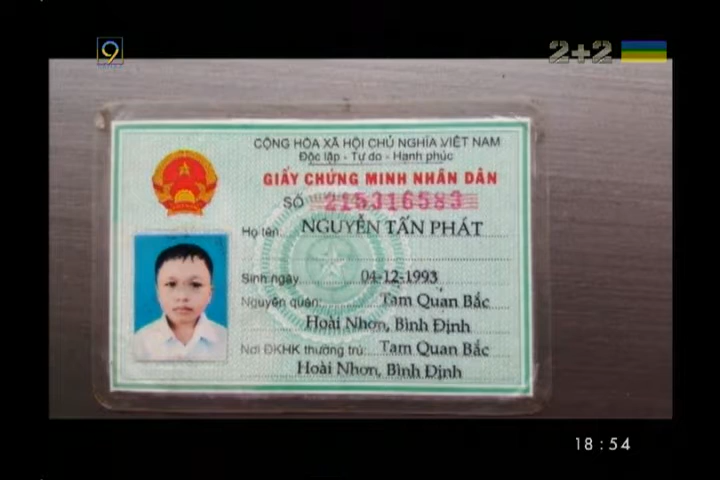 9
2+2
CỘNG HÒA XÃ HỘI CHỦ NGHĨA VIỆT NAM
Độc lập - Tự do - Hạnh phúc
GIẤY CHỨNG MINH NHÂN DÂN
SỐ 215316583
Họ tên: NGUYỄN TẤN PHÁT
Sinh ngày 04-12-1993
Nguyên quán: Tam Quan Bắc
Hoài Nhơn, Bình Định
Nơi ĐKHK thường trú: Tam Quan Bắc
Hoài Nhơn, Bình Định
18:54